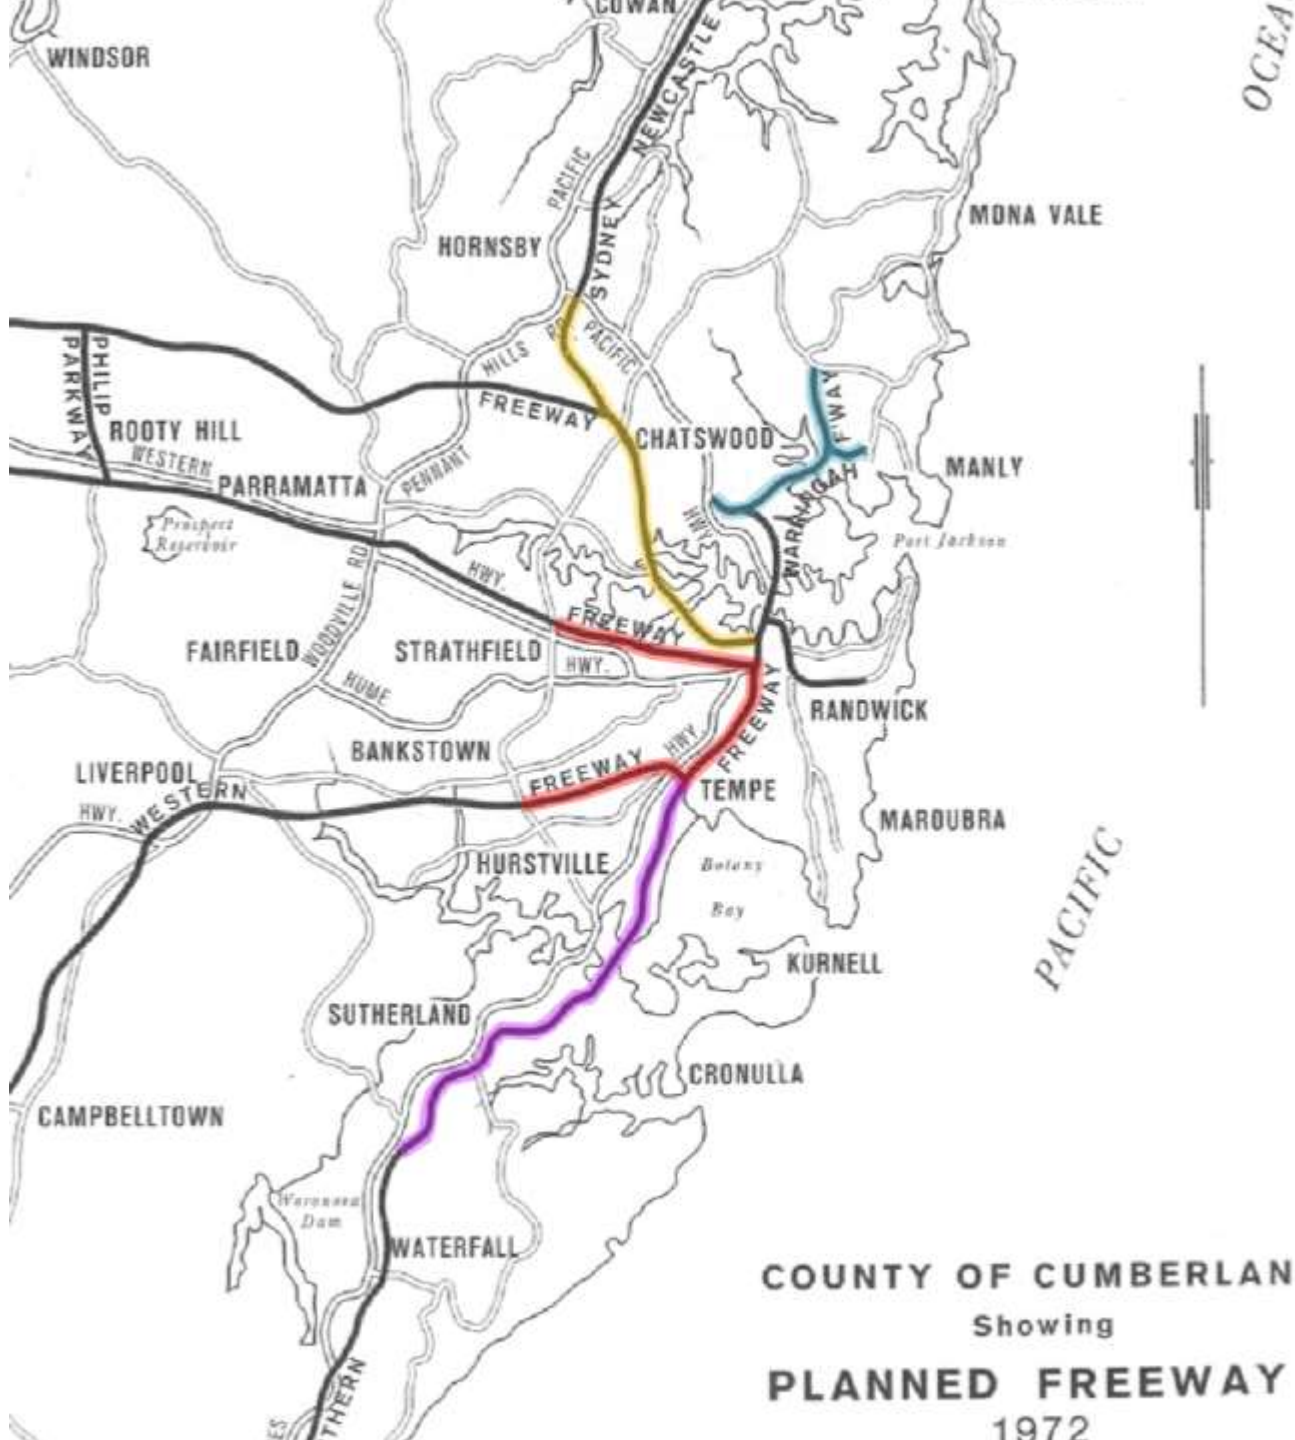 COWAN
OCEA
WINDSOR
NEWCASTLE
PACIFIC
MONA VALE
HORNSBY
SYDNEY
PHILIP
PARKWAY
HILLS
RD.
PACIFIC
FREEWAY
F'WAY
ROOTY HILL
WESTERN
CHATSWOOD
PARRAMATTA
PENNANT
MANLY
WARRINGAH
HWY.
Prospect
Reservoir
Port Jackson
HWY.
WOODVILLE RD
FREEWAY
FAIRFIELD
STRATHFIELD
HWY.
HUME
FREEWAY
RANDWICK
BANKSTOWN
HWY
LIVERPOOL
FREEWAY
TEMPE
HWY.
WESTERN
MAROUBRA
HURSTVILLE
Botany
Bay
PACIFIC
KURNELL
SUTHERLAND
CRONULLA
CAMPBELLTOWN
Woronora
Dam
WATERFALL
COUNTY OF CUMBERLAN
Showing
PLANNED FREEWAY
1972
THERN
ES